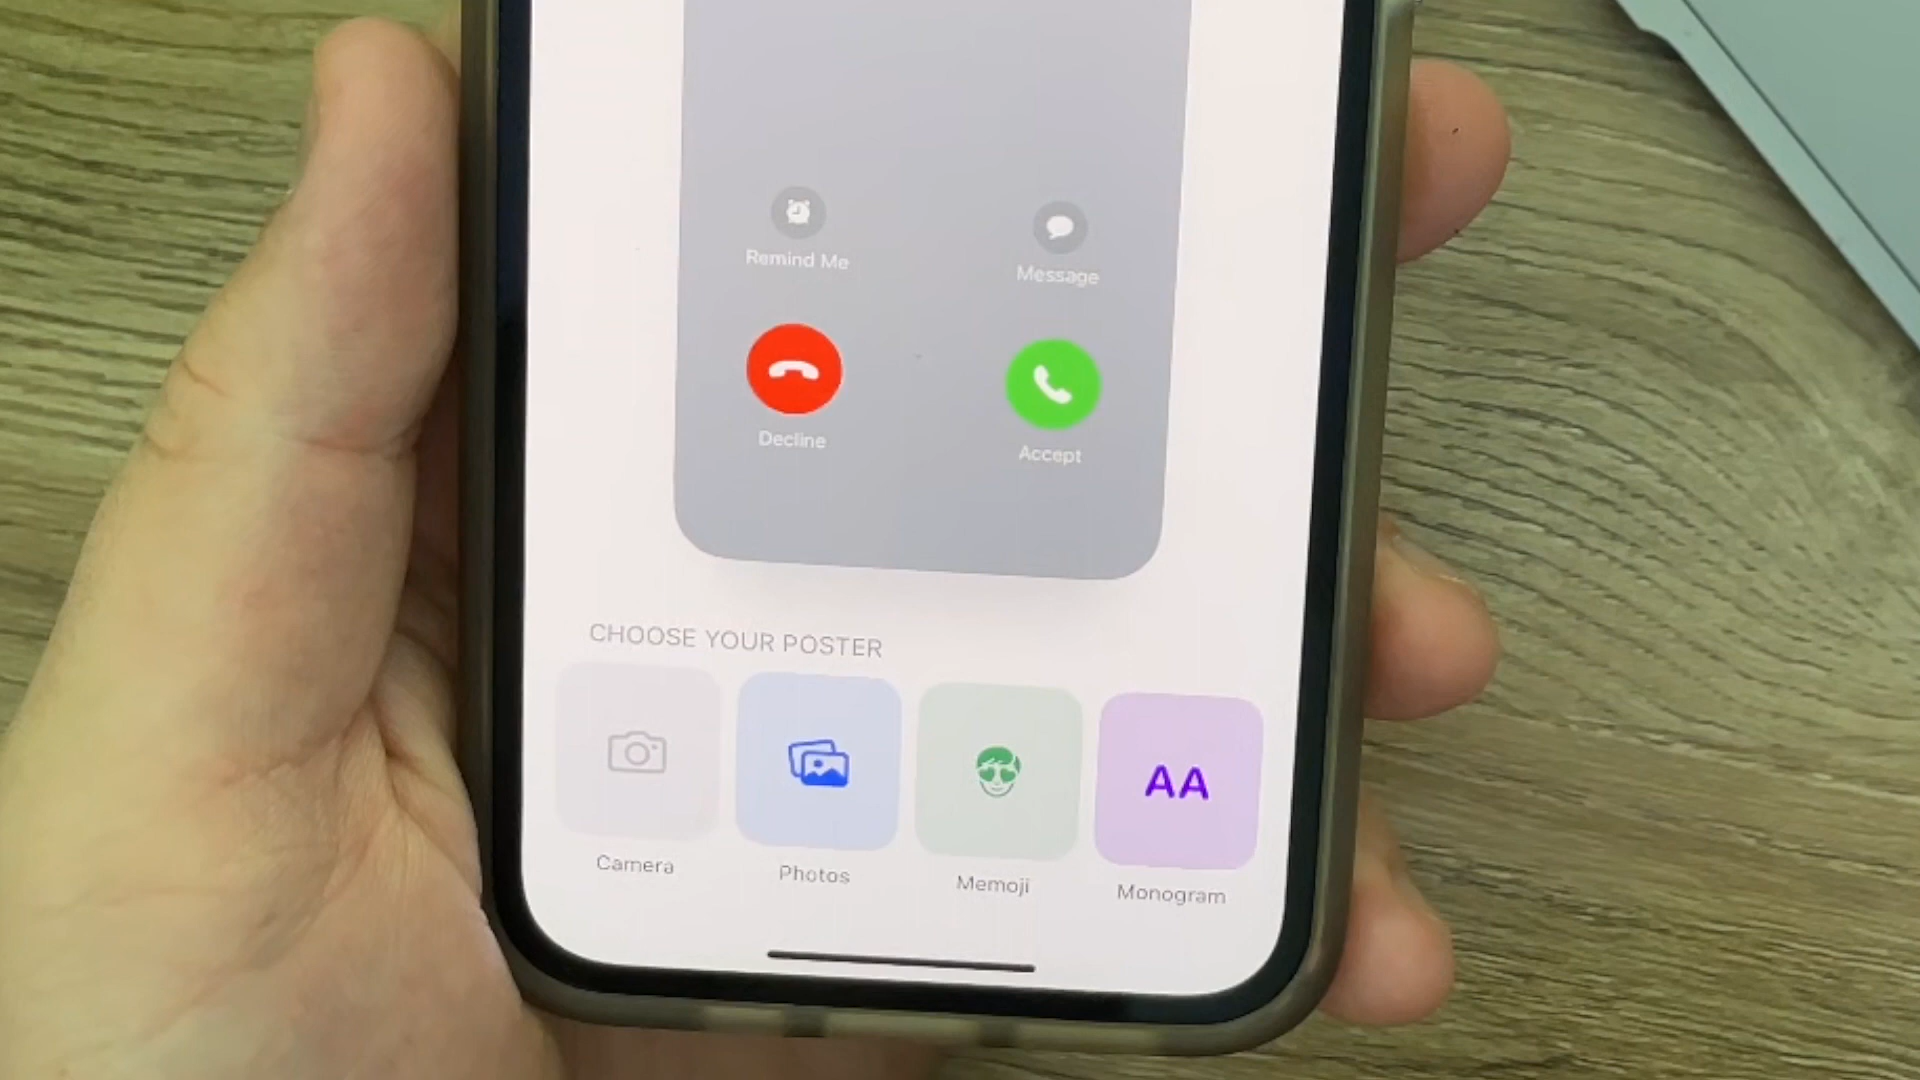 Remind Me
Message
Decline
Accept
CHOOSE YOUR POSTER
AA
Camera
Photos
Memoji
Monogram